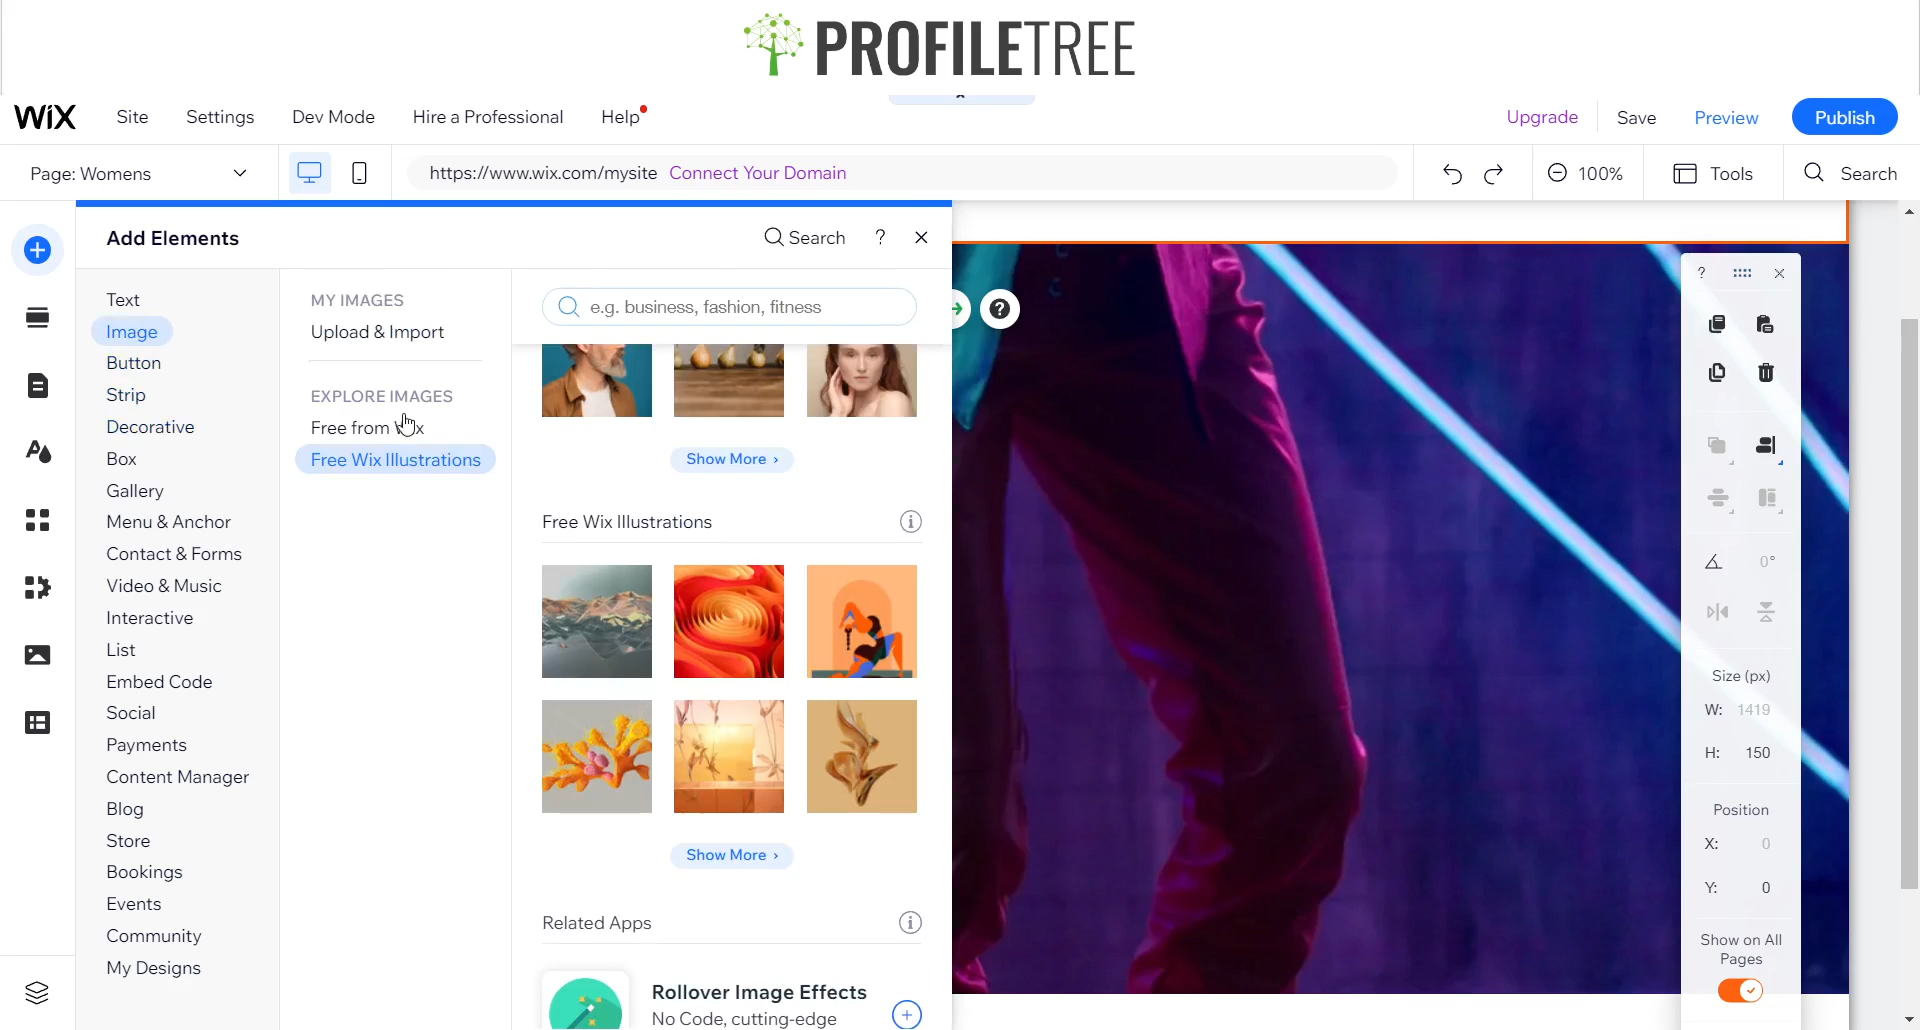 PROFILETREE
WiX Site Settings Dev Mode Hire a Professional Help Upgrade Save Preview Publish
Page: Womens https://www.wix.com/mysite Connect Your Domain 100% Tools Search
Add Elements Search ?
Text
Image
Button
Strip
Decorative
Box
Gallery
Menu & Anchor
Contact & Forms
Video & Music
Interactive
List
Embed Code
Social
Payments
Content Manager
Blog
Store
Bookings
Events
Community
My Designs
MY IMAGES
Upload & Import
EXPLORE IMAGES
Free from Wix
Free Wix Illustrations
e.g. business, fashion, fitness
Show More ›
Free Wix Illustrations
Show More ›
Related Apps
Rollover Image Effects
No Code, cutting-edge
?
?
0°
Size (px)
W: 1419
H: 150
Position
X: 0
Y: 0
Show on All
Pages